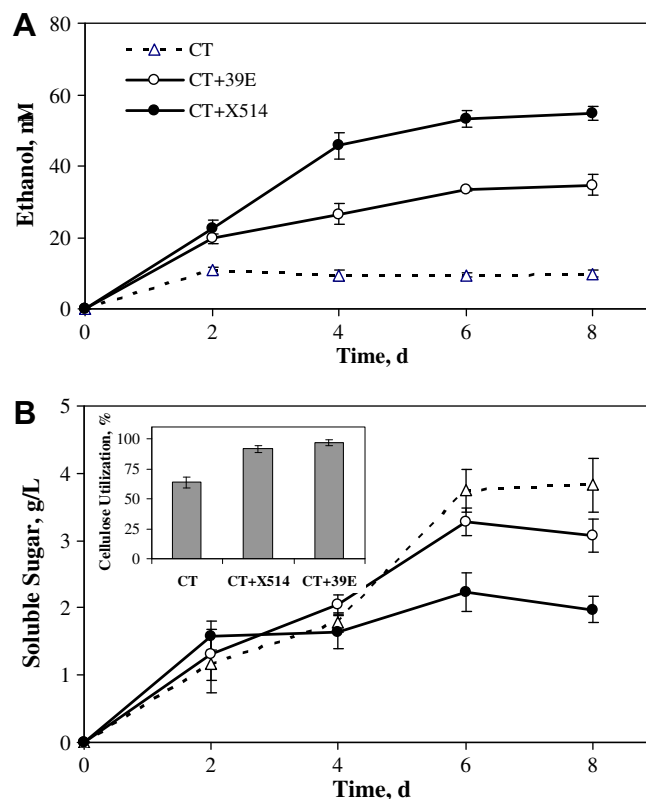 A
80
60
40
20
0
Ethanol, mM
CT
CT+39E
CT+X514
0 2 4 6 8
Time, d
B
5
4
3
2
1
0
Soluble Sugar, g/L
100
75
50
25
0
Cellulose Utilization, %
CT CT+X514 CT+39E
0 2 4 6 8
Time, d